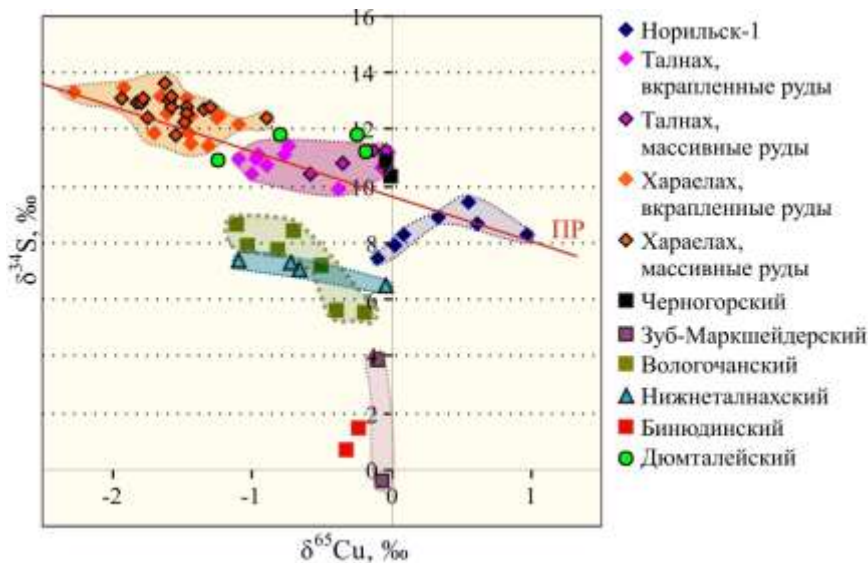 16
14
12
10
8
6
4
2
0
-2
-1
0
1
δ³⁴S, ‰
δ⁶⁵Cu, ‰
ПР
Норильск-1
Талнах,
вкрапленные руды
Талнах,
массивные руды
Хараелах,
вкрапленные руды
Хараелах,
массивные руды
Черногорский
Зуб-Маркшейдерский
Вологочанский
Нижнеталнахский
Бинюдинский
Дюмталейский